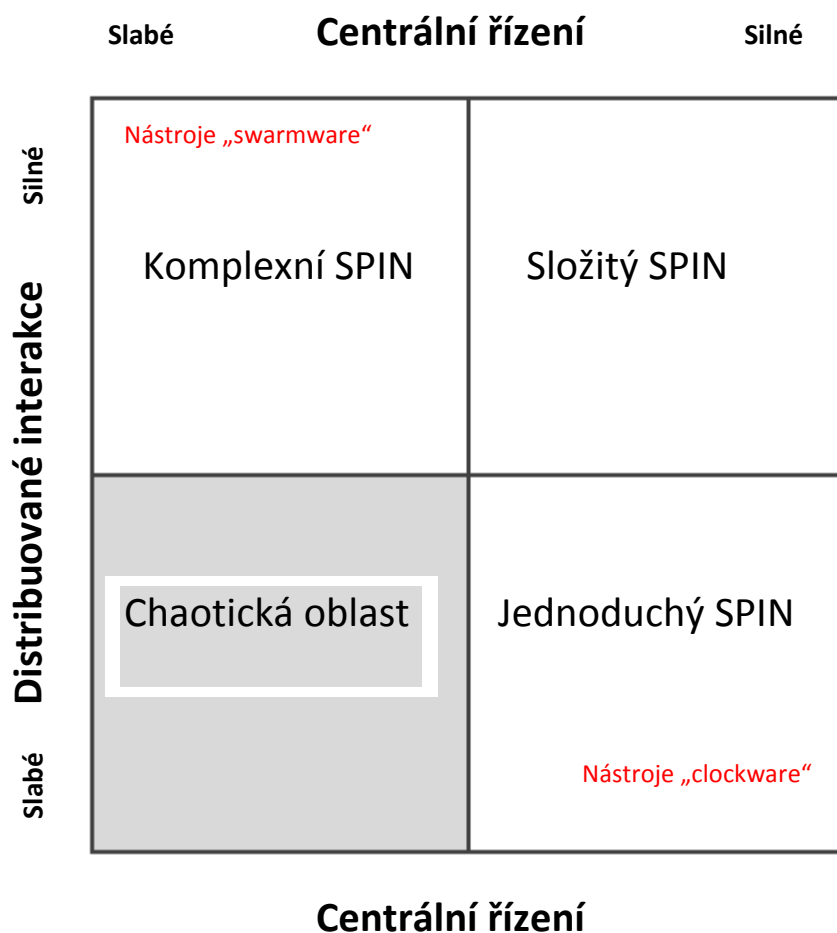 Slabé Centrální řízení Silné
Silné
Distribuované interakce
Slabé
Nástroje „swarmware“
Komplexní SPIN
Složitý SPIN
Chaotická oblast
Jednoduchý SPIN
Nástroje „clockware“
Centrální řízení